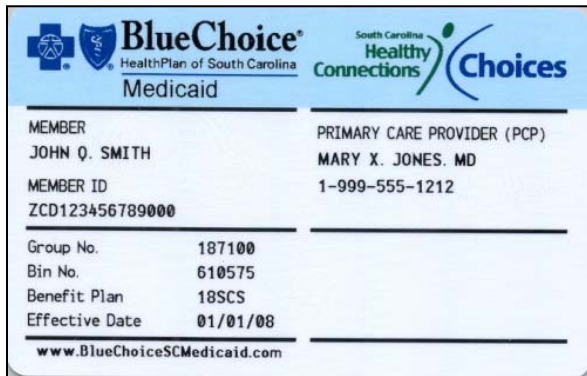 BlueChoice®
HealthPlan of South Carolina
Medicaid
South Carolina
Healthy
Connections
Choices
MEMBER
JOHN Q. SMITH
MEMBER ID
ZCD123456789000
PRIMARY CARE PROVIDER (PCP)
MARY X. JONES. MD
1-999-555-1212
Group No. 187100
Bin No. 610575
Benefit Plan 18SCS
Effective Date 01/01/08
www.BlueChoiceSCMedicaid.com